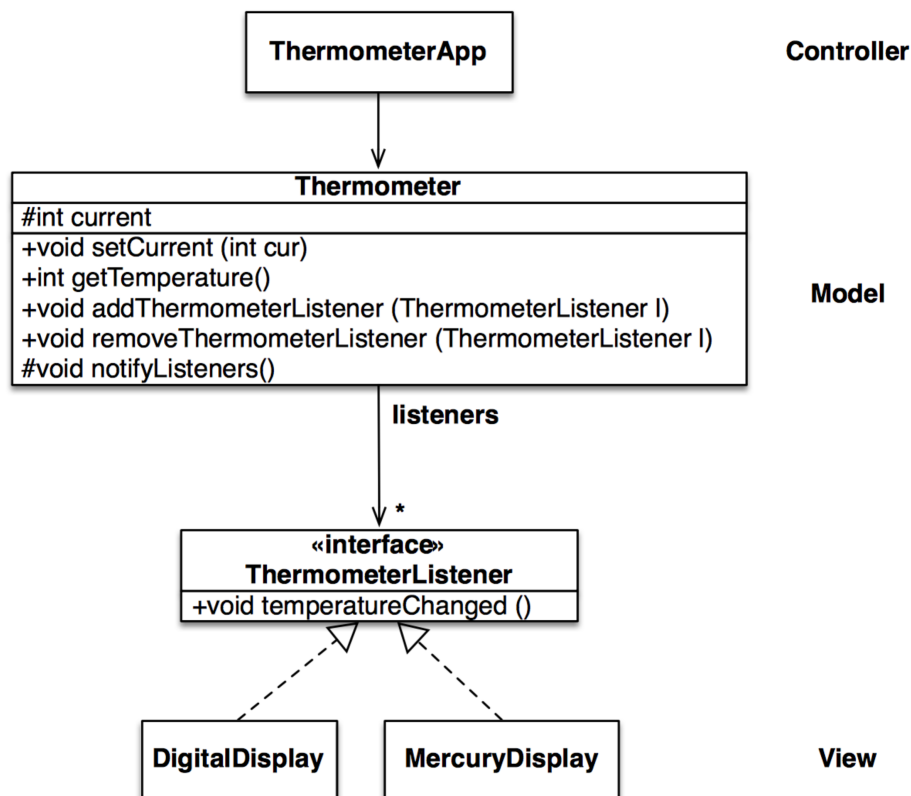 ThermometerApp
Controller
Thermometer
#int current
+void setCurrent (int cur)
+int getTemperature()
+void addThermometerListener (ThermometerListener l)
+void removeThermometerListener (ThermometerListener l)
#void notifyListeners()
Model
listeners
*
«interface»
ThermometerListener
+void temperatureChanged ()
DigitalDisplay
MercuryDisplay
View